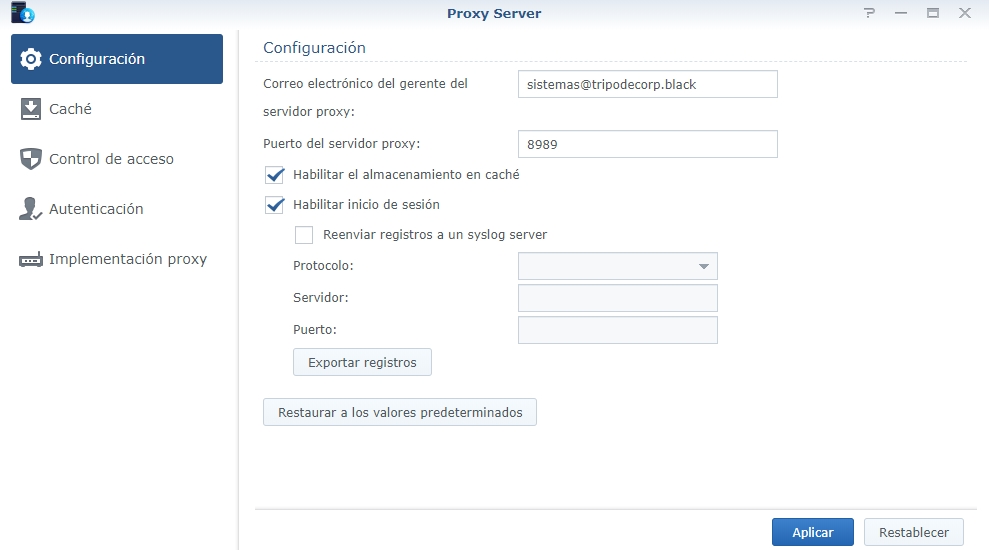 Proxy Server
Configuración
Caché
Control de acceso
Autenticación
Implementación proxy
Configuración
Correo electrónico del gerente del
servidor proxy:
sistemas@tripodecorp.black
Puerto del servidor proxy:
8989
Habilitar el almacenamiento en caché
Habilitar inicio de sesión
Reenviar registros a un syslog server
Protocolo:
Servidor:
Puerto:
Exportar registros
Restaurar a los valores predeterminados
Aplicar
Restablecer